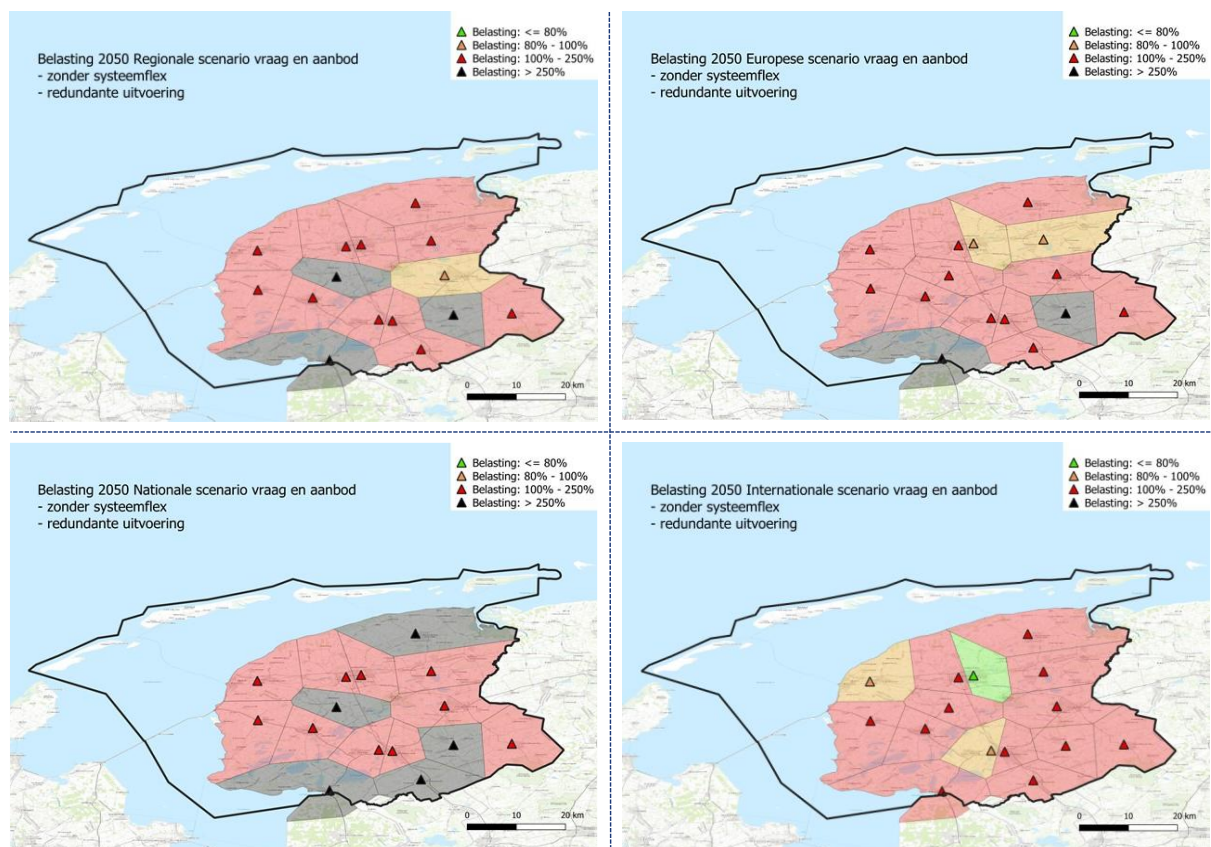 Belasting 2050 Regionale scenario vraag en aanbod
- zonder systeemflex
- redundante uitvoering
Belasting: <= 80%
Belasting: 80% - 100%
Belasting: 100% - 250%
Belasting: > 250%
0 10 20 km
Belasting 2050 Europese scenario vraag en aanbod
- zonder systeemflex
- redundante uitvoering
Belasting: <= 80%
Belasting: 80% - 100%
Belasting: 100% - 250%
Belasting: > 250%
0 10 20 km
Belasting 2050 Nationale scenario vraag en aanbod
- zonder systeemflex
- redundante uitvoering
Belasting: <= 80%
Belasting: 80% - 100%
Belasting: 100% - 250%
Belasting: > 250%
0 10 20 km
Belasting 2050 Internationale scenario vraag en aanbod
- zonder systeemflex
- redundante uitvoering
Belasting: <= 80%
Belasting: 80% - 100%
Belasting: 100% - 250%
Belasting: > 250%
0 10 20 km